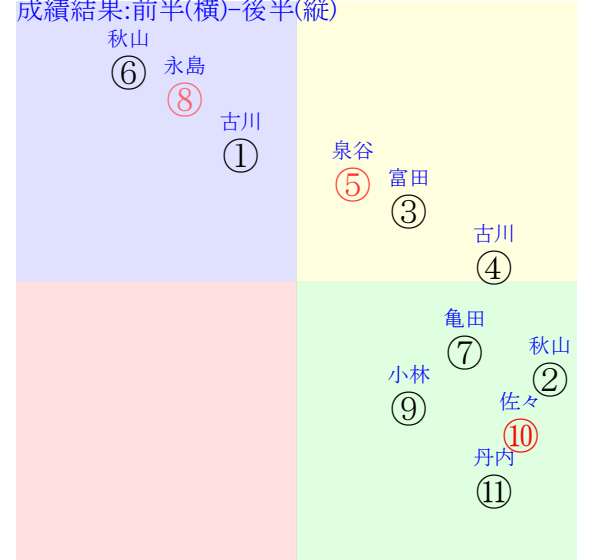 成績結果:前半(横)-後半(縦)
秋山
⑥
永島
⑧
古川
①
泉谷
⑤
富田
③
古川
④
亀田
⑦
秋山
②
小林
⑨
佐々
⑩
丹内
⑪